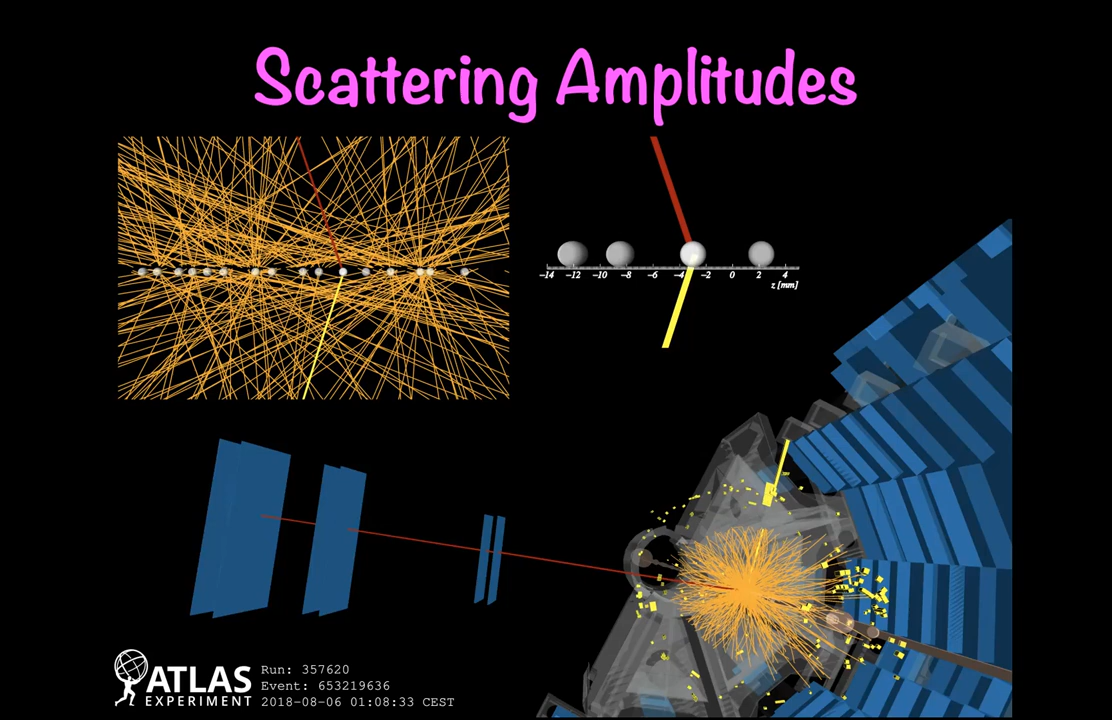 Scattering Amplitudes
−14 −12 −10 −8 −6 −4 −2 0 2 4
z [mm]
ATLAS
EXPERIMENT
Run: 357620
Event: 653219636
2018-08-06 01:08:33 CEST